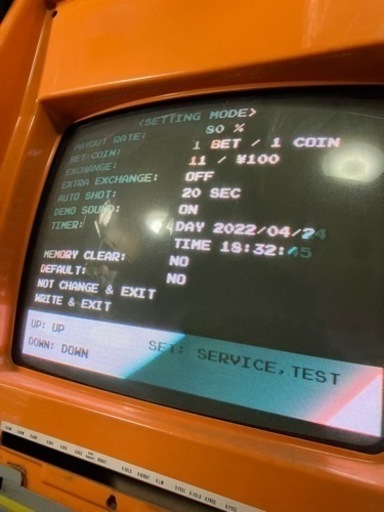 <SETTING MODE>
PAYOUT RATE: 80 %
BET COIN: 1 BET / 1 COIN
EXCHANGE: 11 / ¥100
EXTRA EXCHANGE: OFF
AUTO SHOT: 20 SEC
DEMO SOUND: ON
TIMER: DAY 2022/04/24
TIME 18:32:45
MEMORY CLEAR: NO
DEFAULT: NO
NOT CHANGE & EXIT
WRITE & EXIT
UP: UP
DOWN: DOWN SET: SERVICE, TEST